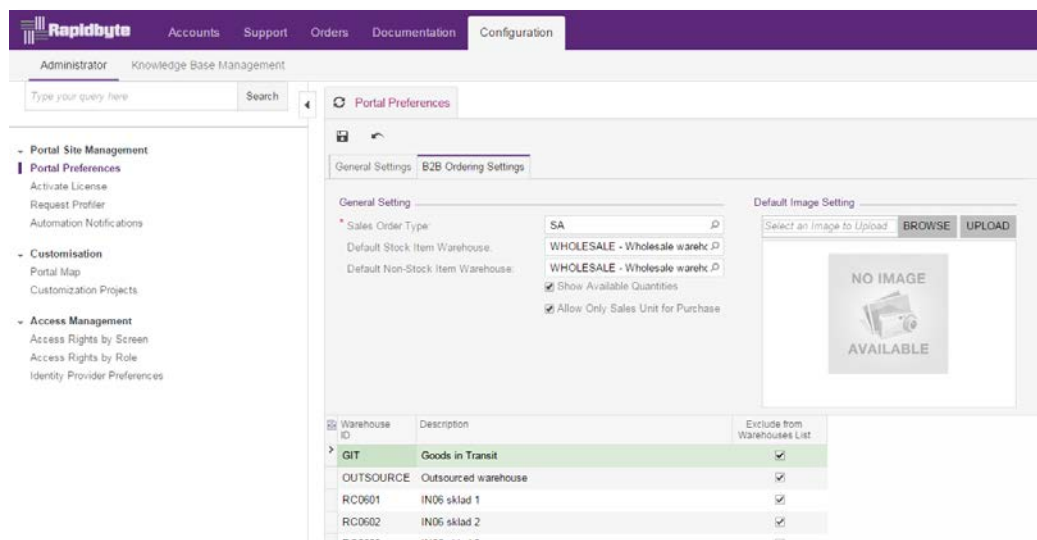 Rapidbyte Accounts Support Orders Documentation Configuration
Administrator Knowledge Base Management
Type your query here Search
Portal Site Management
Portal Preferences
Activate License
Request Profiler
Automation Notifications
Customisation
Portal Map
Customization Projects
Access Management
Access Rights by Screen
Access Rights by Role
Identity Provider Preferences
Portal Preferences
General Settings B2B Ordering Settings
General Setting
* Sales Order Type: SA
Default Stock Item Warehouse: WHOLESALE - Wholesale warehc
Default Non-Stock Item Warehouse: WHOLESALE - Wholesale warehc
Show Available Quantities
Allow Only Sales Unit for Purchase
Default Image Setting
Select an Image to Upload BROWSE UPLOAD
NO IMAGE
AVAILABLE
Warehouse ID Description Exclude from Warehouses List
GIT Goods in Transit
OUTSOURCE Outsourced warehouse
RC0601 IN06 sklad 1
RC0602 IN06 sklad 2